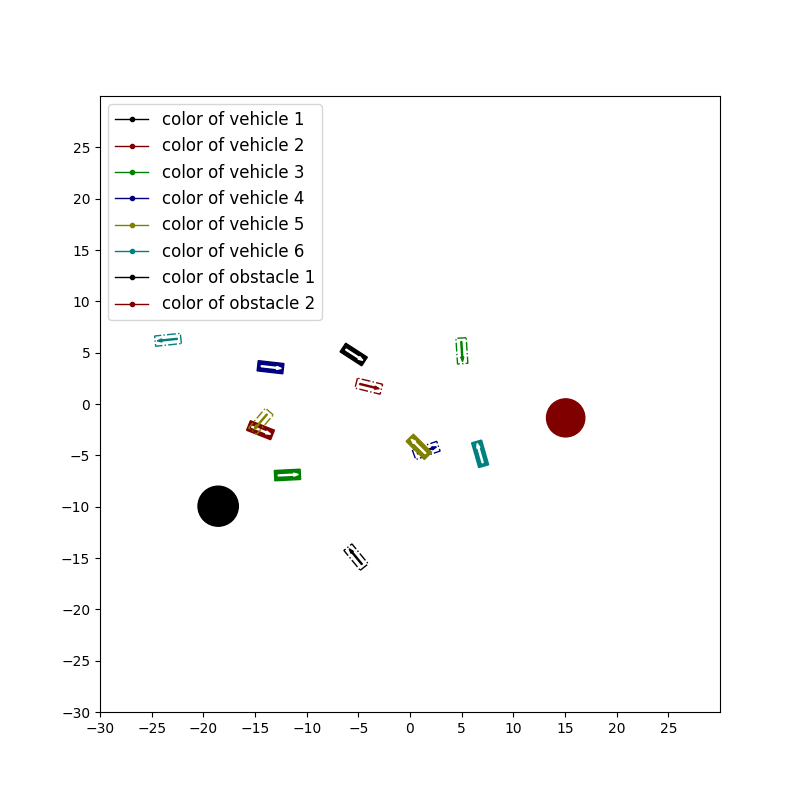 color of vehicle 1
color of vehicle 2
color of vehicle 3
color of vehicle 4
color of vehicle 5
color of vehicle 6
color of obstacle 1
color of obstacle 2
25
20
15
10
5
0
−5
−10
−15
−20
−25
−30
−30 −25 −20 −15 −10 −5 0 5 10 15 20 25